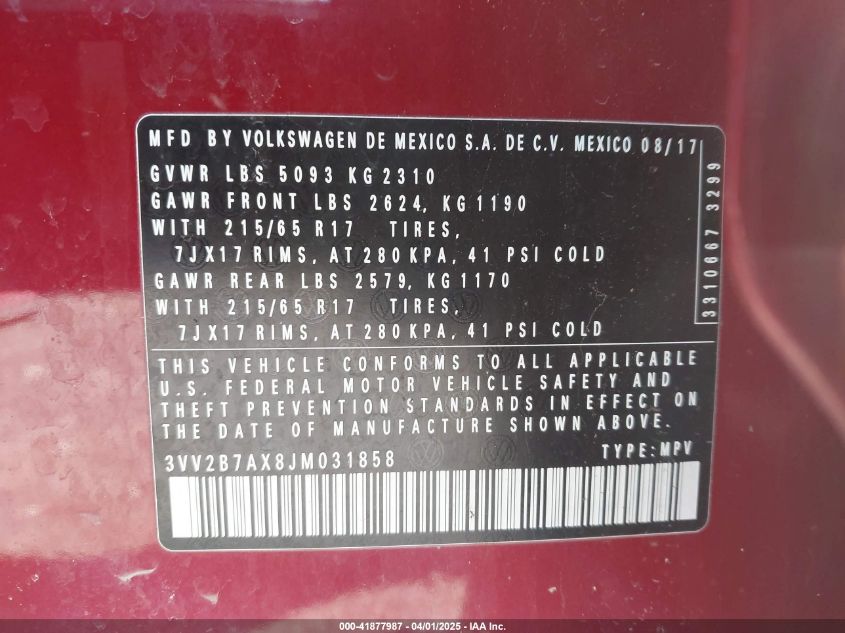 MFD BY VOLKSWAGEN DE MEXICO S.A. DE C.V. MEXICO 08/17
GVWR LBS 5093 KG 2310
GAWR FRONT LBS 2624, KG 1190
WITH 215/65 R17 TIRES,
7JX17 RIMS, AT 280 KPA, 41 PSI COLD
GAWR REAR LBS 2579, KG 1170
WITH 215/65 R17 TIRES,
7JX17 RIMS, AT 280 KPA, 41 PSI COLD
3310667 3299
THIS VEHICLE CONFORMS TO ALL APPLICABLE
U.S. FEDERAL MOTOR VEHICLE SAFETY AND
THEFT PREVENTION STANDARDS IN EFFECT ON
THE DATE OF MANUFACTURE SHOWN ABOVE.
3VV2B7AX8JM031858 TYPE: MPV
000-41877987 - 04/01/2025 - IAA Inc.